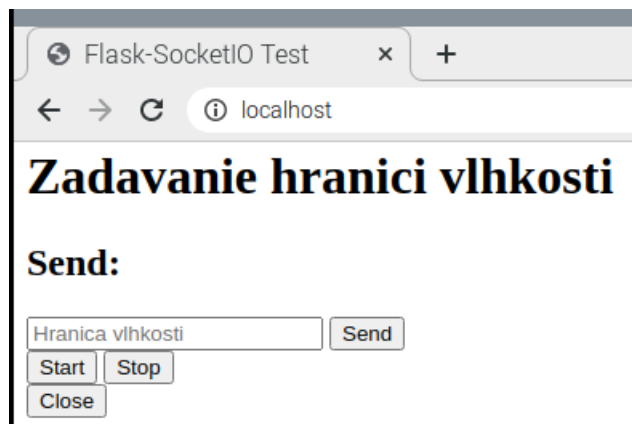 Flask-SocketIO Test × +
localhost
Zadavanie hranici vlhkosti
Send:
Hranica vlhkosti Send
Start Stop
Close